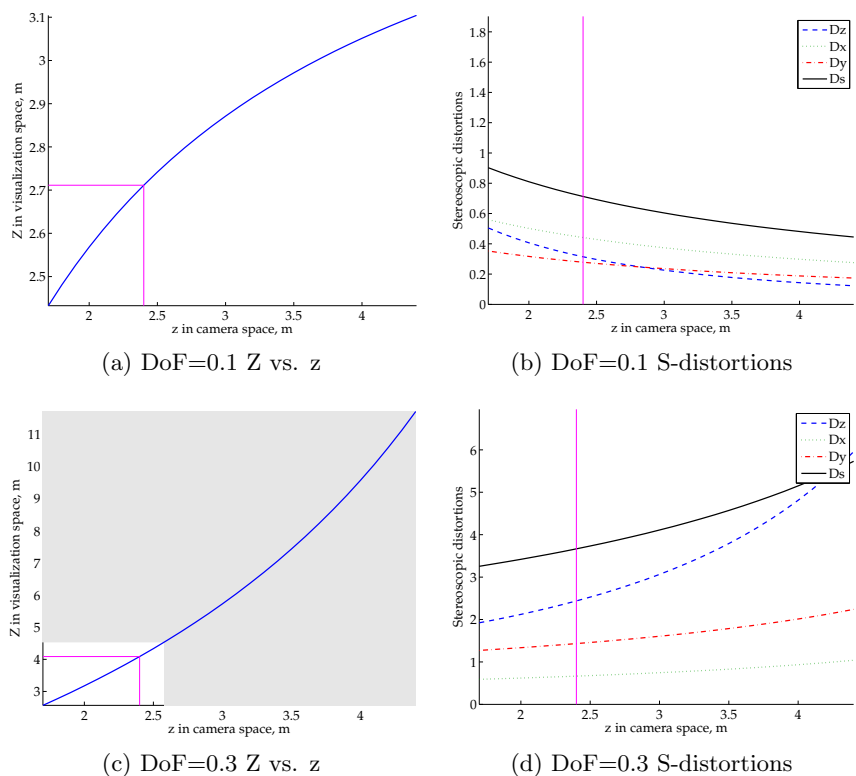 3.1
3
2.9
2.8
2.7
2.6
2.5
Z in visualization space, m
2 2.5 3 3.5 4
z in camera space, m
(a) DoF=0.1 Z vs. z
1.8
1.6
1.4
1.2
1
0.8
0.6
0.4
0.2
0
Stereoscopic distortions
Dz
Dx
Dy
Ds
2 2.5 3 3.5 4
z in camera space, m
(b) DoF=0.1 S-distortions
11
10
9
8
7
6
5
4
3
Z in visualization space, m
2 2.5 3 3.5 4
z in camera space, m
(c) DoF=0.3 Z vs. z
6
5
4
3
2
1
0
Stereoscopic distortions
Dz
Dx
Dy
Ds
2 2.5 3 3.5 4
z in camera space, m
(d) DoF=0.3 S-distortions